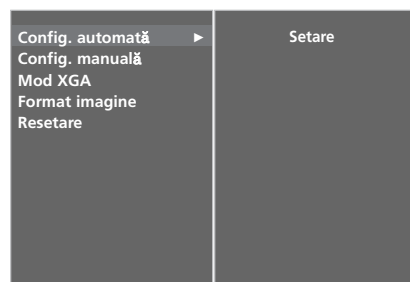 Config. automată ► Setare
Config. manuală
Mod XGA
Format imagine
Resetare